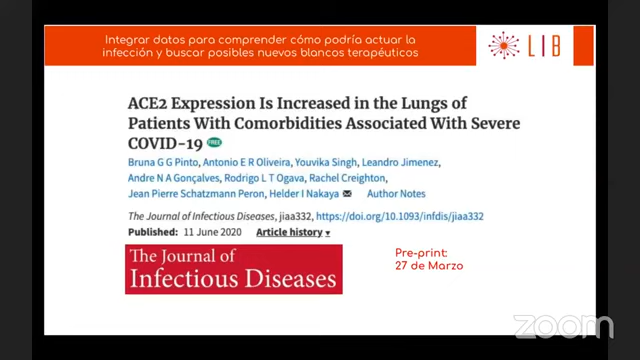 Integrar datos para comprender cómo podría actuar la
infección y buscar posibles nuevos blancos terapéuticos
LIB
ACE2 Expression Is Increased in the Lungs of
Patients With Comorbidities Associated With Severe
COVID-19 FREE
Bruna G G Pinto, Antonio E R Oliveira, Youvika Singh, Leandro Jimenez,
Andre N A Gonçalves, Rodrigo L T Ogava, Rachel Creighton,
Jean Pierre Schatzmann Peron, Helder I Nakaya Author Notes
The Journal of Infectious Diseases, jiaa332, https://doi.org/10.1093/infdis/jiaa332
Published: 11 June 2020 Article history
The Journal of
Infectious Diseases
Pre-print:
27 de Marzo
zoom